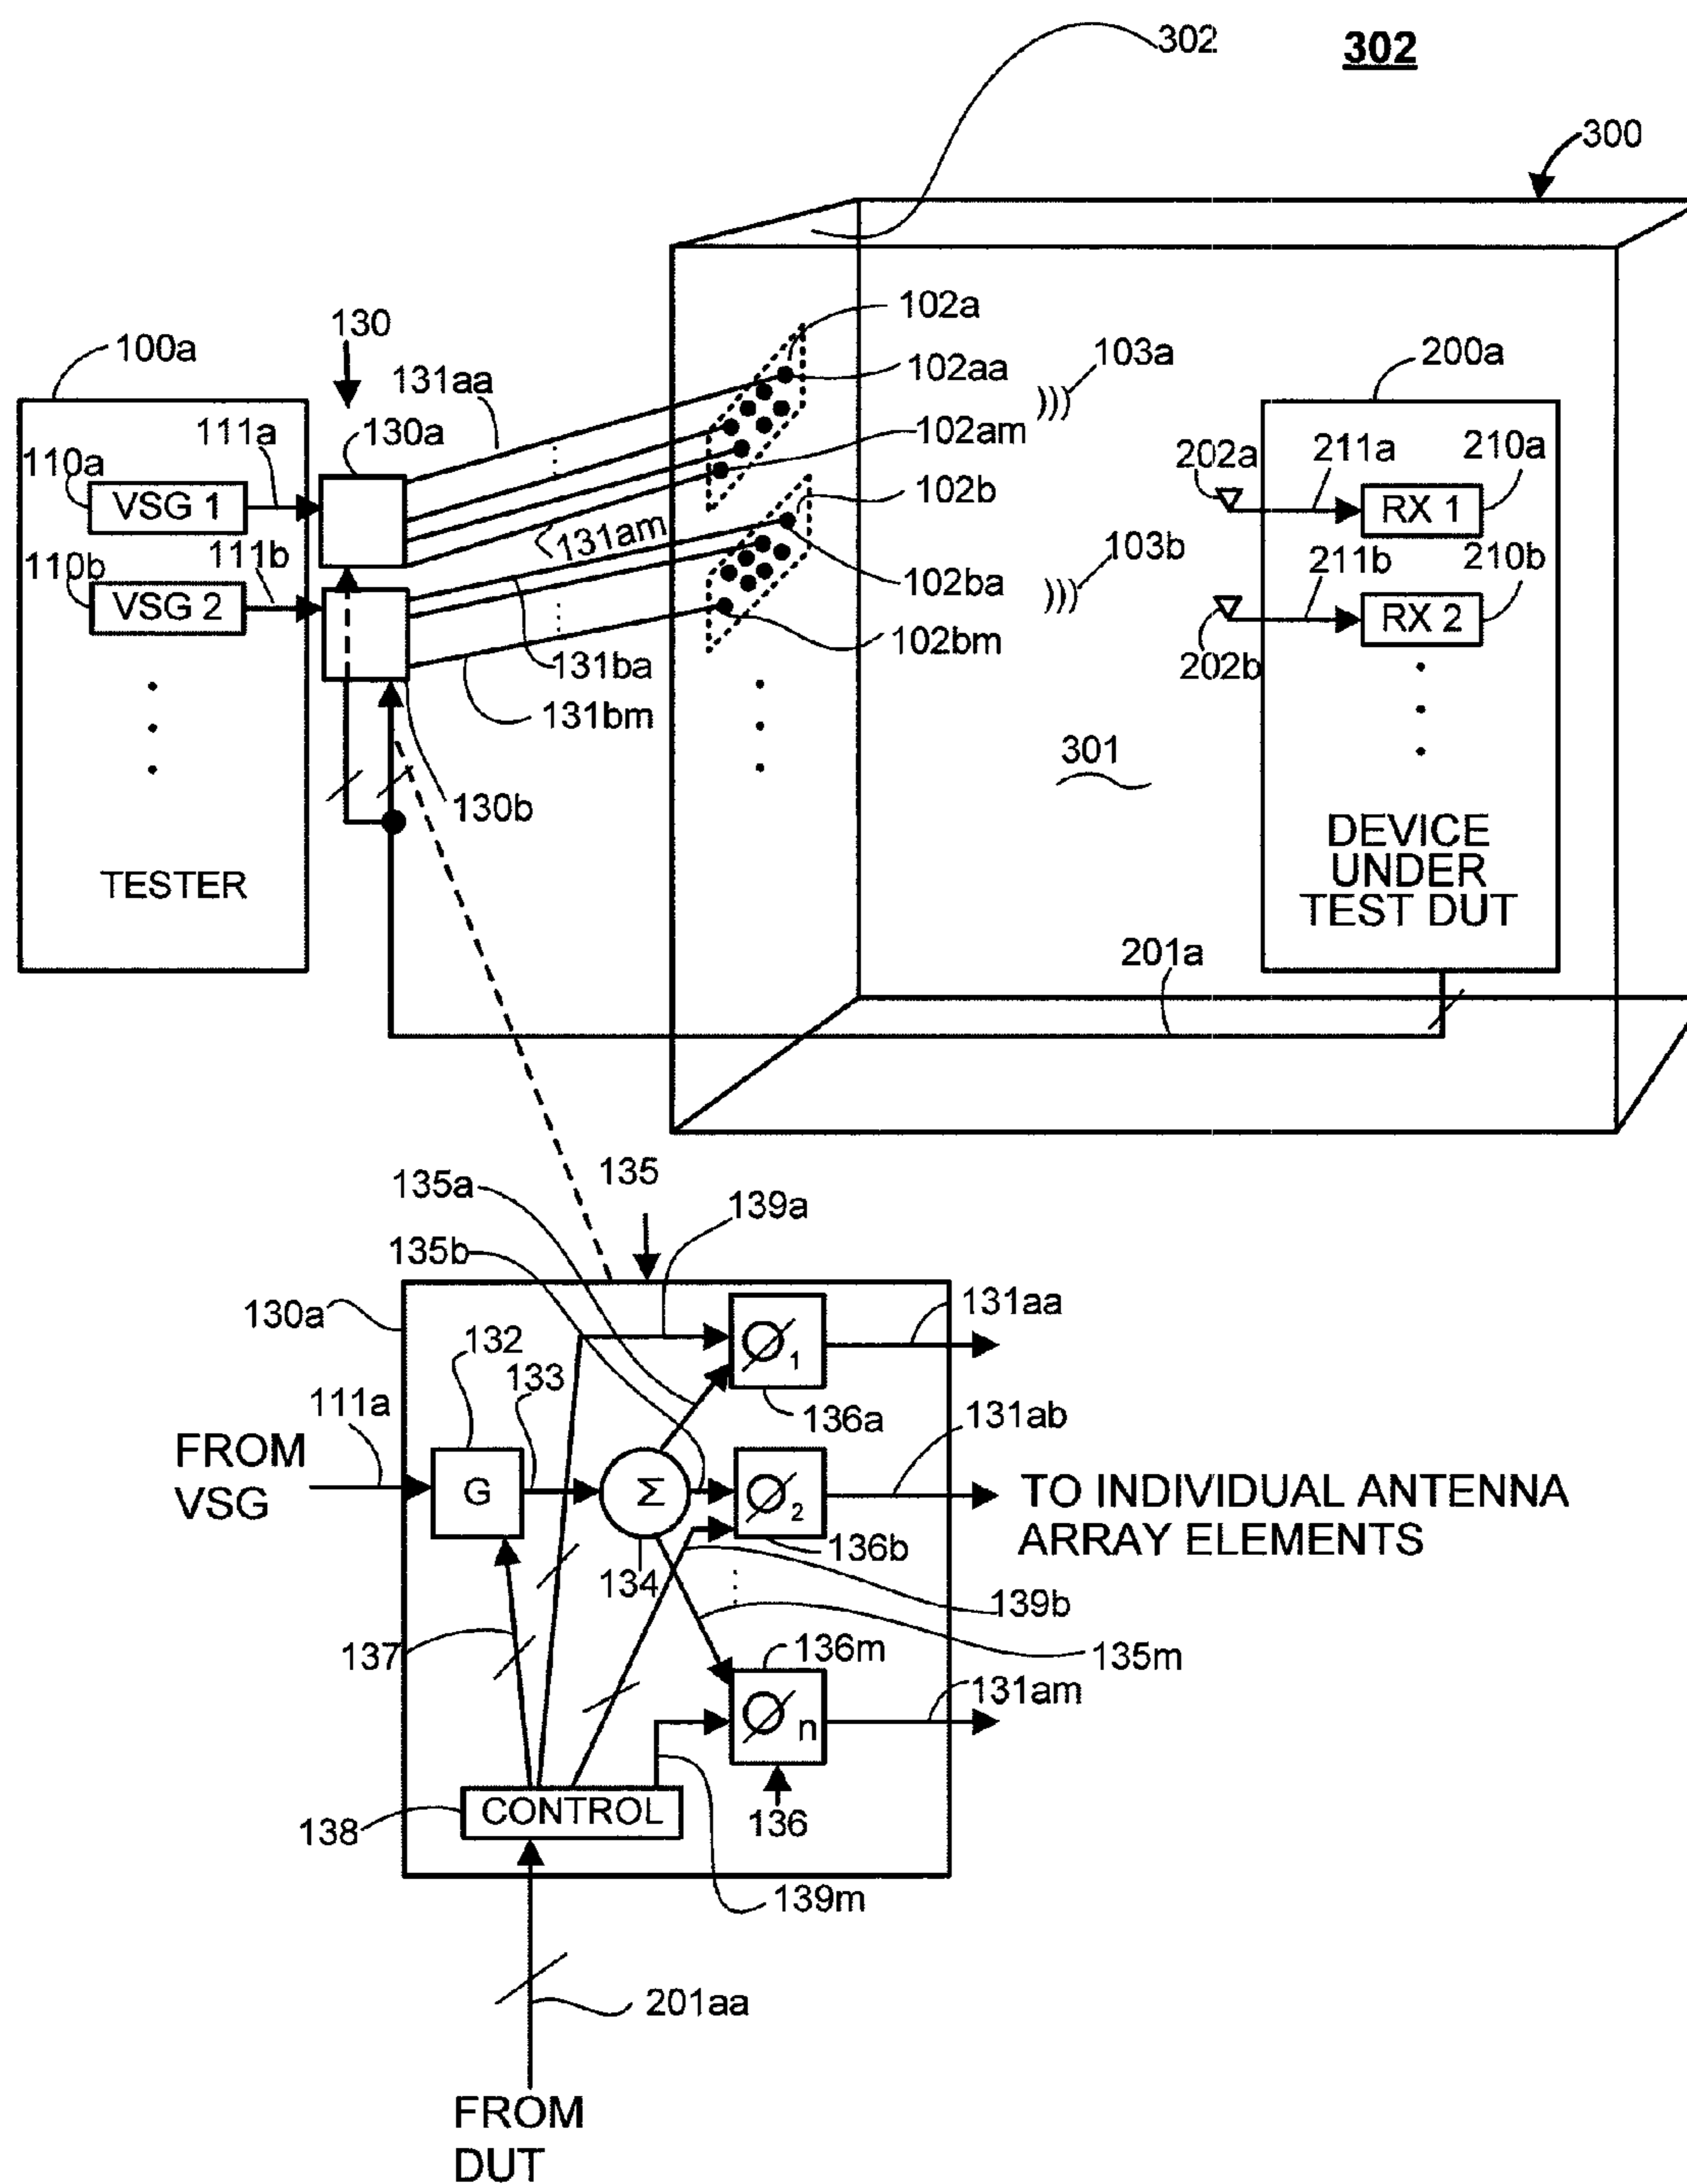 302
302
300
102a
130
100a
103a
200a
102aa
131aa
111a
130a
102am
211a
210a
110a
202a
VSG 1
102b
RX 1
131am
111b
103b
211b
210b
110b
102ba
VSG 2
RX 2
102bm
202b
131ba
131bm
301
130b
DEVICE
UNDER
TEST DUT
TESTER
201a
135
135a
139a
135b
131aa
130a
132
Ø 1
133
111a
136a
131ab
FROM
VSG
G
Σ
Ø 2
TO INDIVIDUAL ANTENNA
ARRAY ELEMENTS
136b
134
139b
137
136m
135m
131am
Ø n
CONTROL
138
136
139m
201aa
FROM
DUT